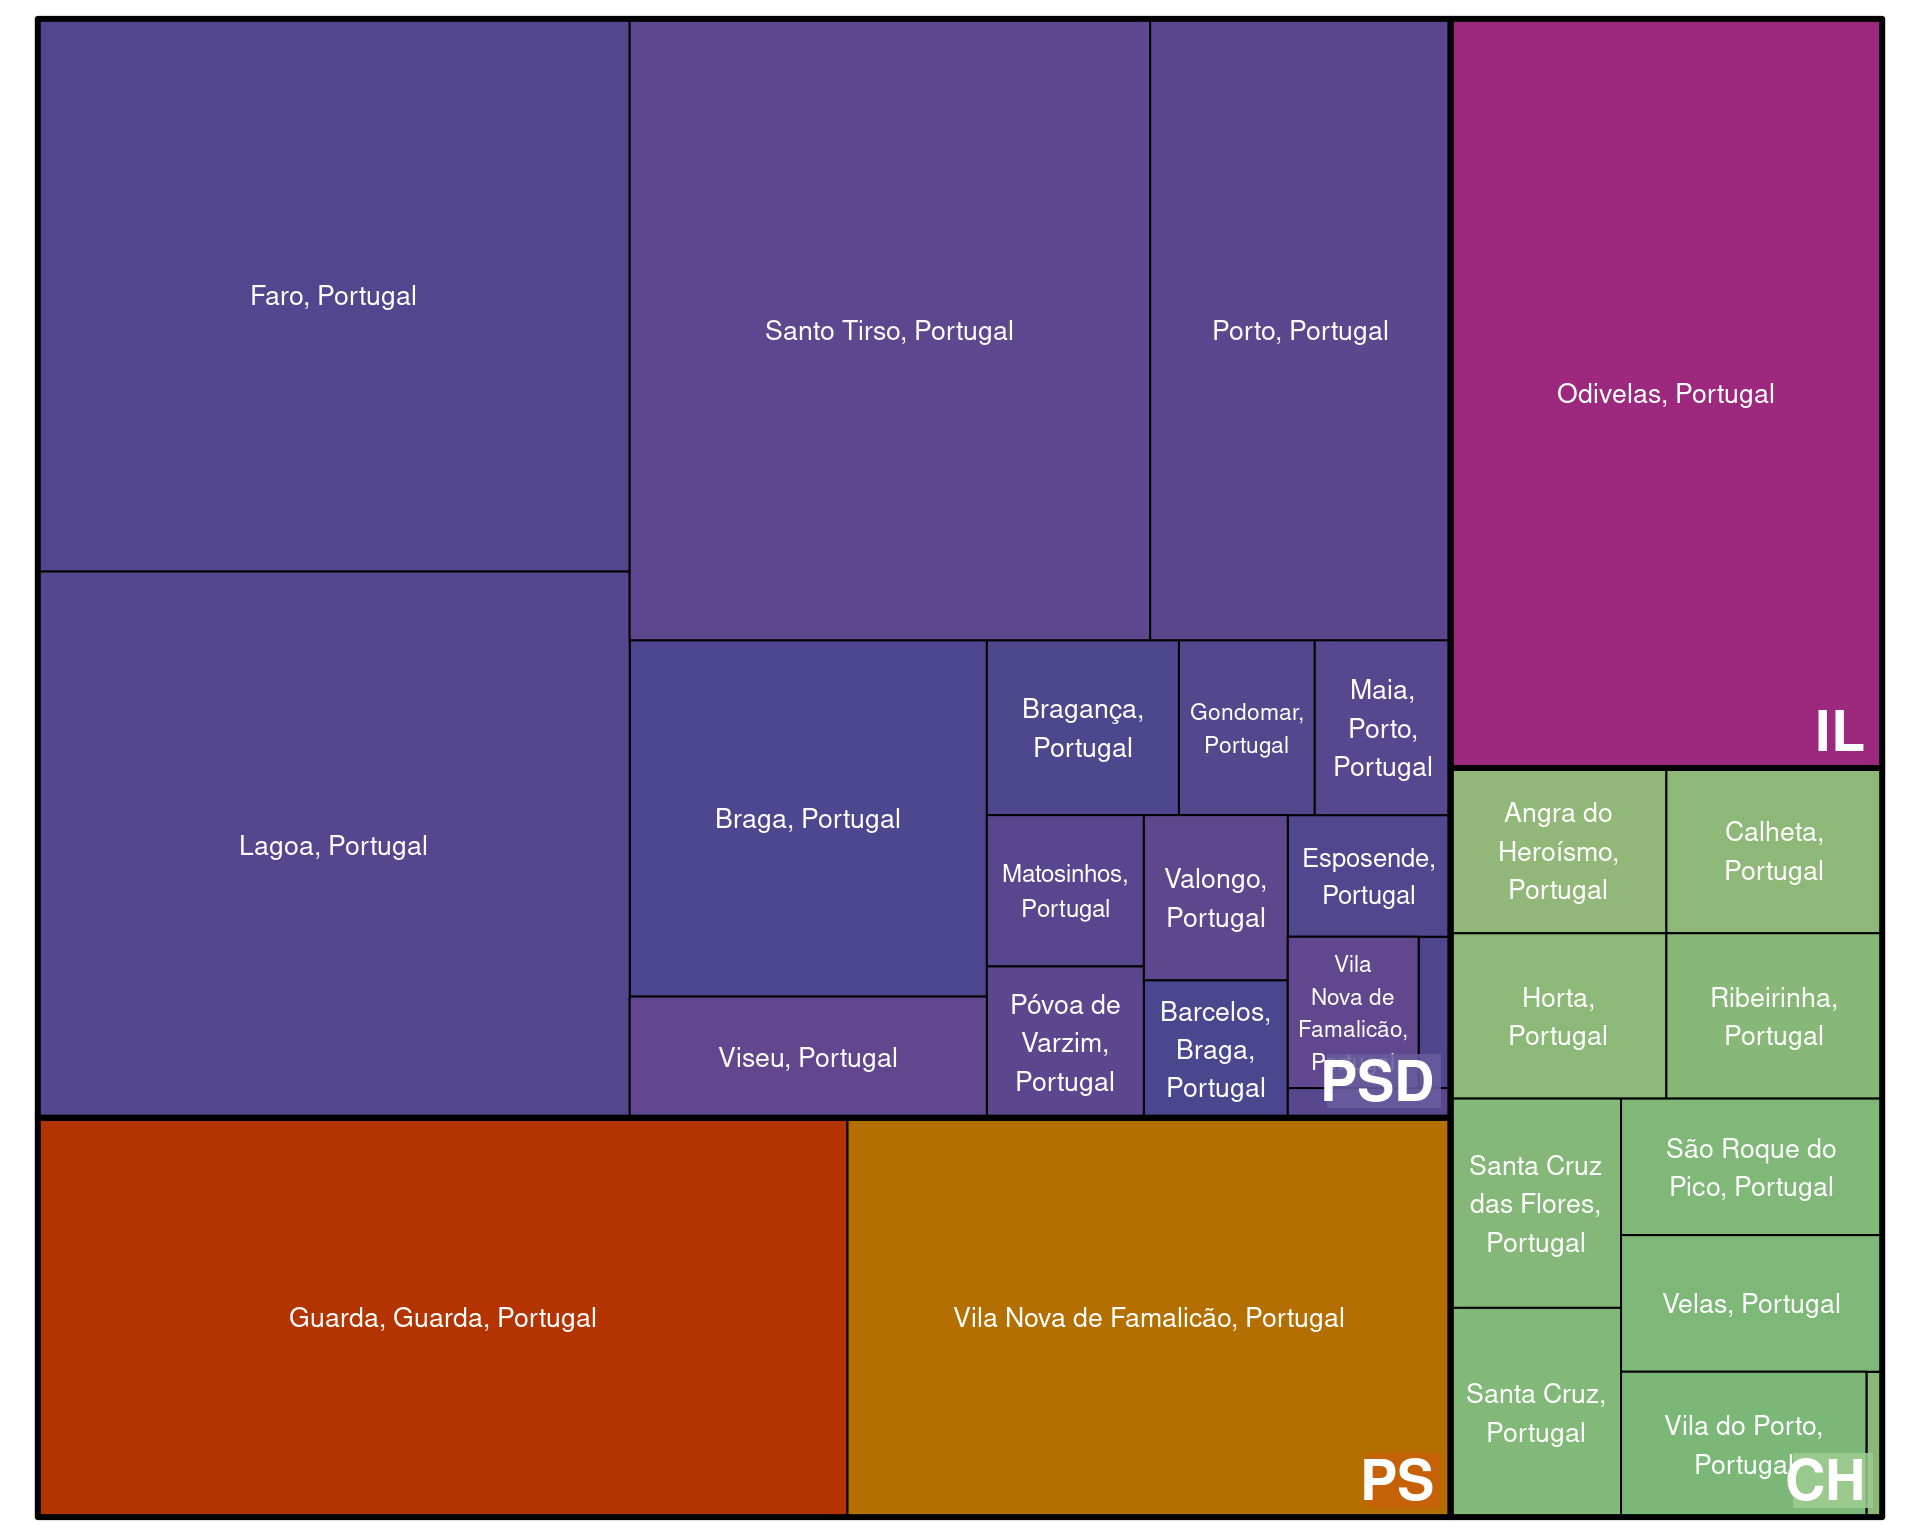 Faro, Portugal
Santo Tirso, Portugal
Porto, Portugal
Odivelas, Portugal
IL
Lagoa, Portugal
Braga, Portugal
Bragança,
Portugal
Gondomar,
Portugal
Maia,
Porto,
Portugal
Matosinhos,
Portugal
Valongo,
Portugal
Esposende,
Portugal
Viseu, Portugal
Póvoa de
Varzim,
Portugal
Barcelos,
Braga,
Portugal
Vila
Nova de
Famalicão,
PSD
Angra do
Heroísmo,
Portugal
Calheta,
Portugal
Horta,
Portugal
Ribeirinha,
Portugal
Santa Cruz
das Flores,
Portugal
São Roque do
Pico, Portugal
Velas, Portugal
Santa Cruz,
Portugal
Vila do Porto,
Portugal
CH
Guarda, Guarda, Portugal
Vila Nova de Famalicão, Portugal
PS